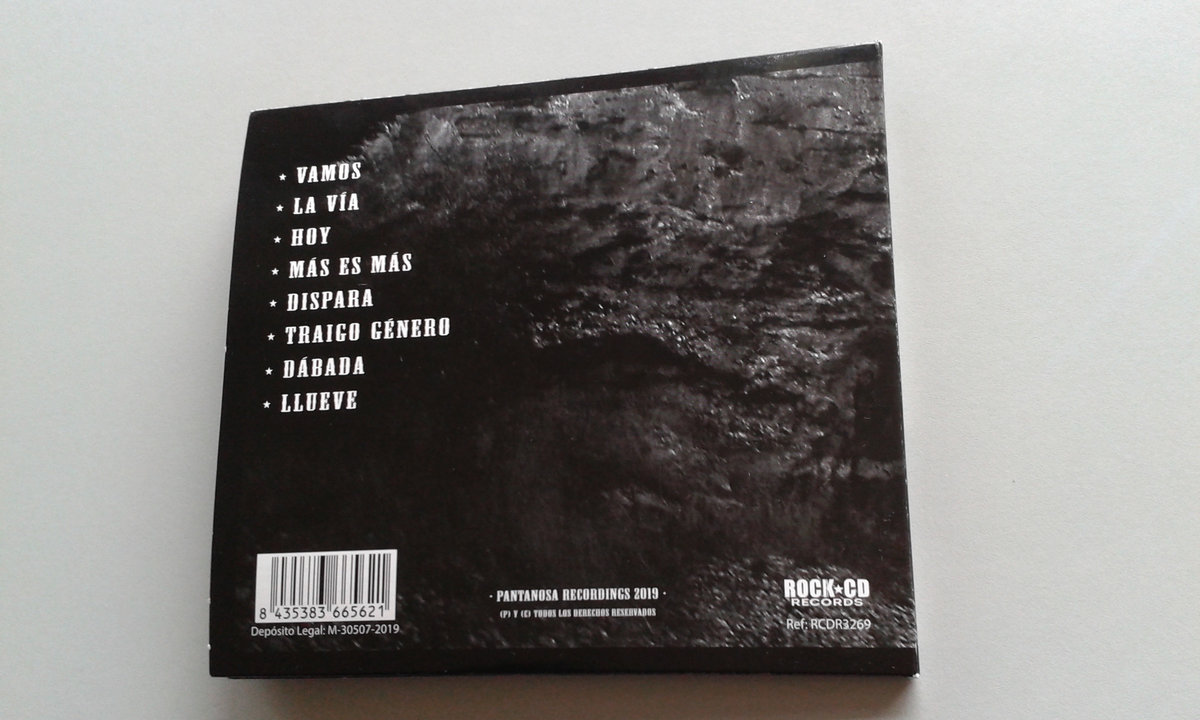 ★ VAMOS
★ LA VÍA
★ HOY
★ MÁS ES MÁS
★ DISPARA
★ TRAIGO GÉNERO
★ DÁBADA
★ LLUEVE
8 435383 665621
Depósito Legal: M-30507-2019
· PANTANOSA RECORDINGS 2019 ·
(P) Y (C) TODOS LOS DERECHOS RESERVADOS
ROCK★CD
RECORDS
Ref: RCDR3269